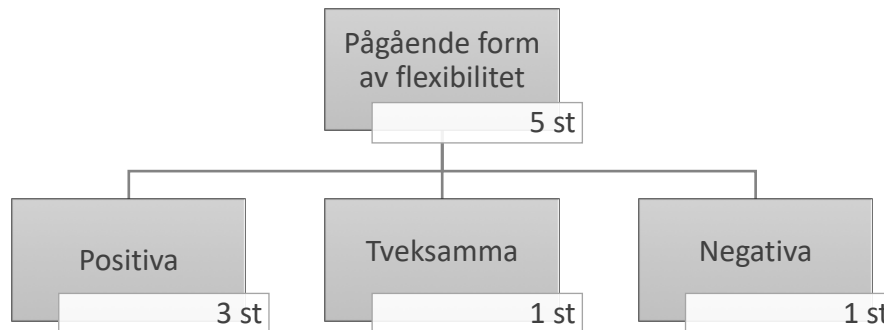 Pågående form
av flexibilitet
5 st
Positiva
3 st
Tveksamma
1 st
Negativa
1 st